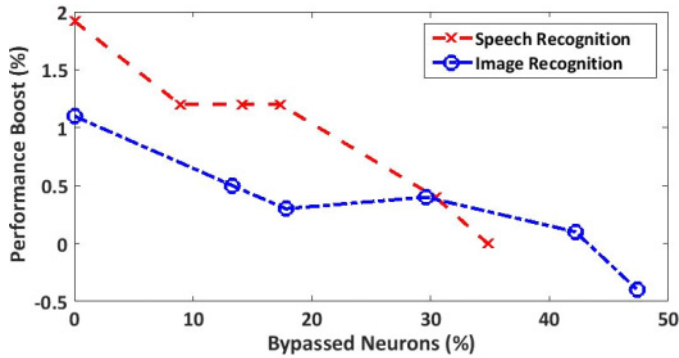 2
1.5
1
0.5
0
-0.5
Performance Boost (%)
Speech Recognition
Image Recognition
0 10 20 30 40 50
Bypassed Neurons (%)